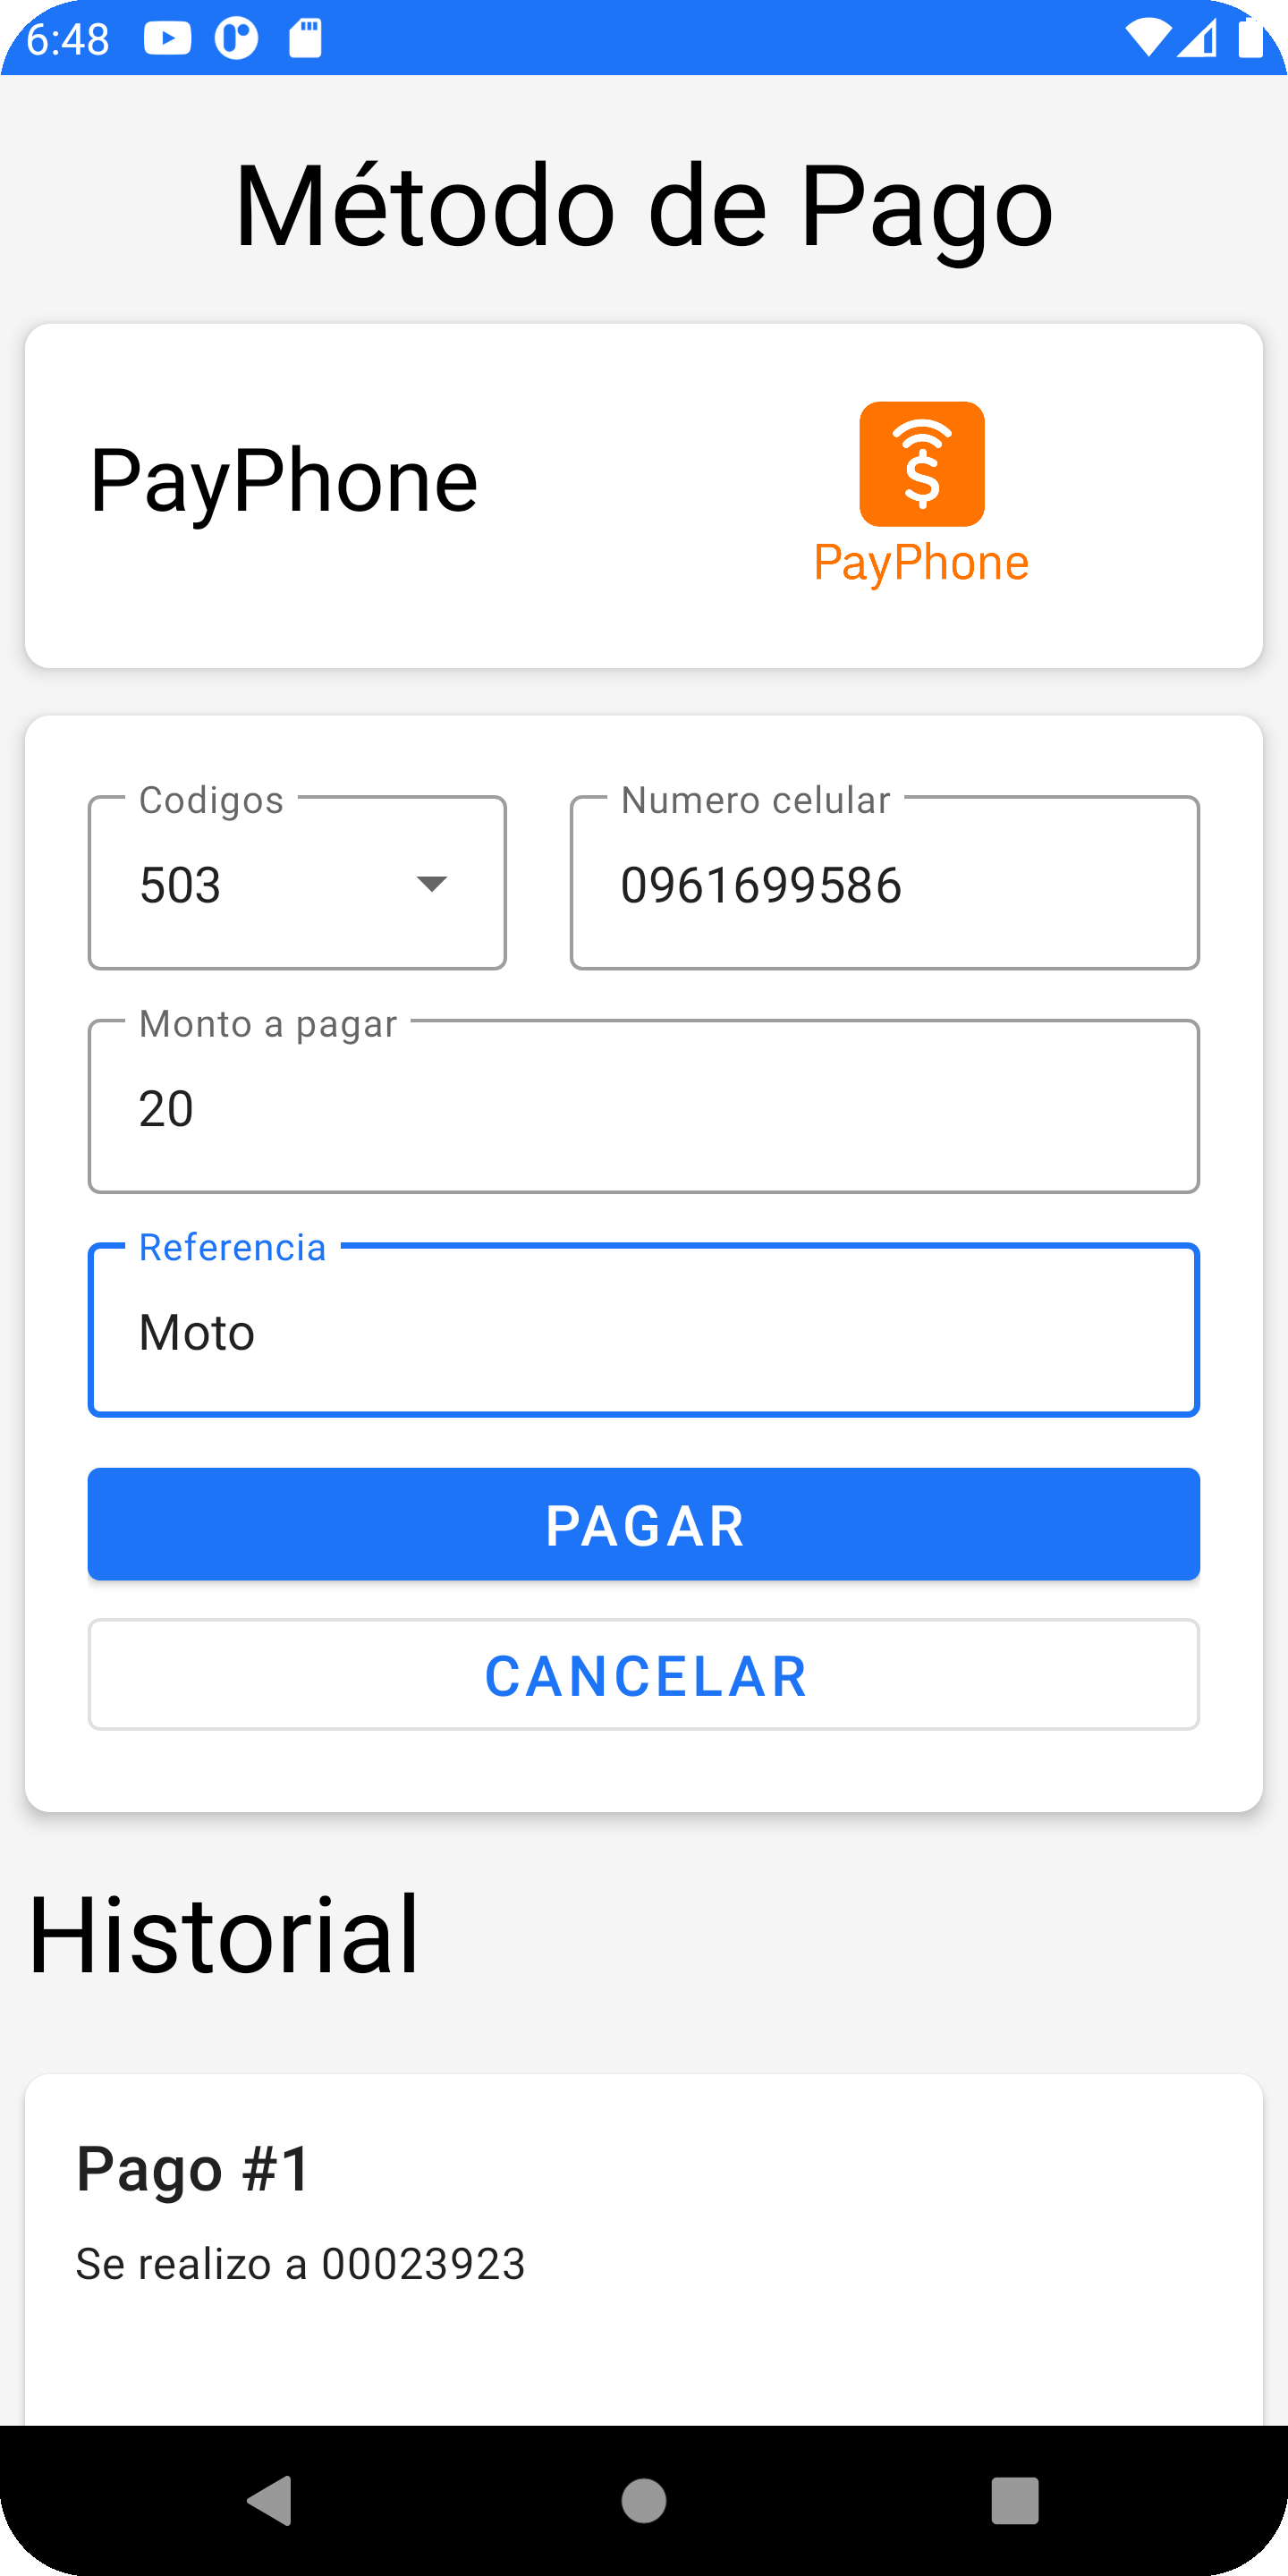 6:48
Método de Pago
PayPhone
PayPhone
Codigos
Numero celular
503
0961699586
Monto a pagar
20
Referencia
Moto
PAGAR
CANCELAR
Historial
Pago #1
Se realizo a 00023923